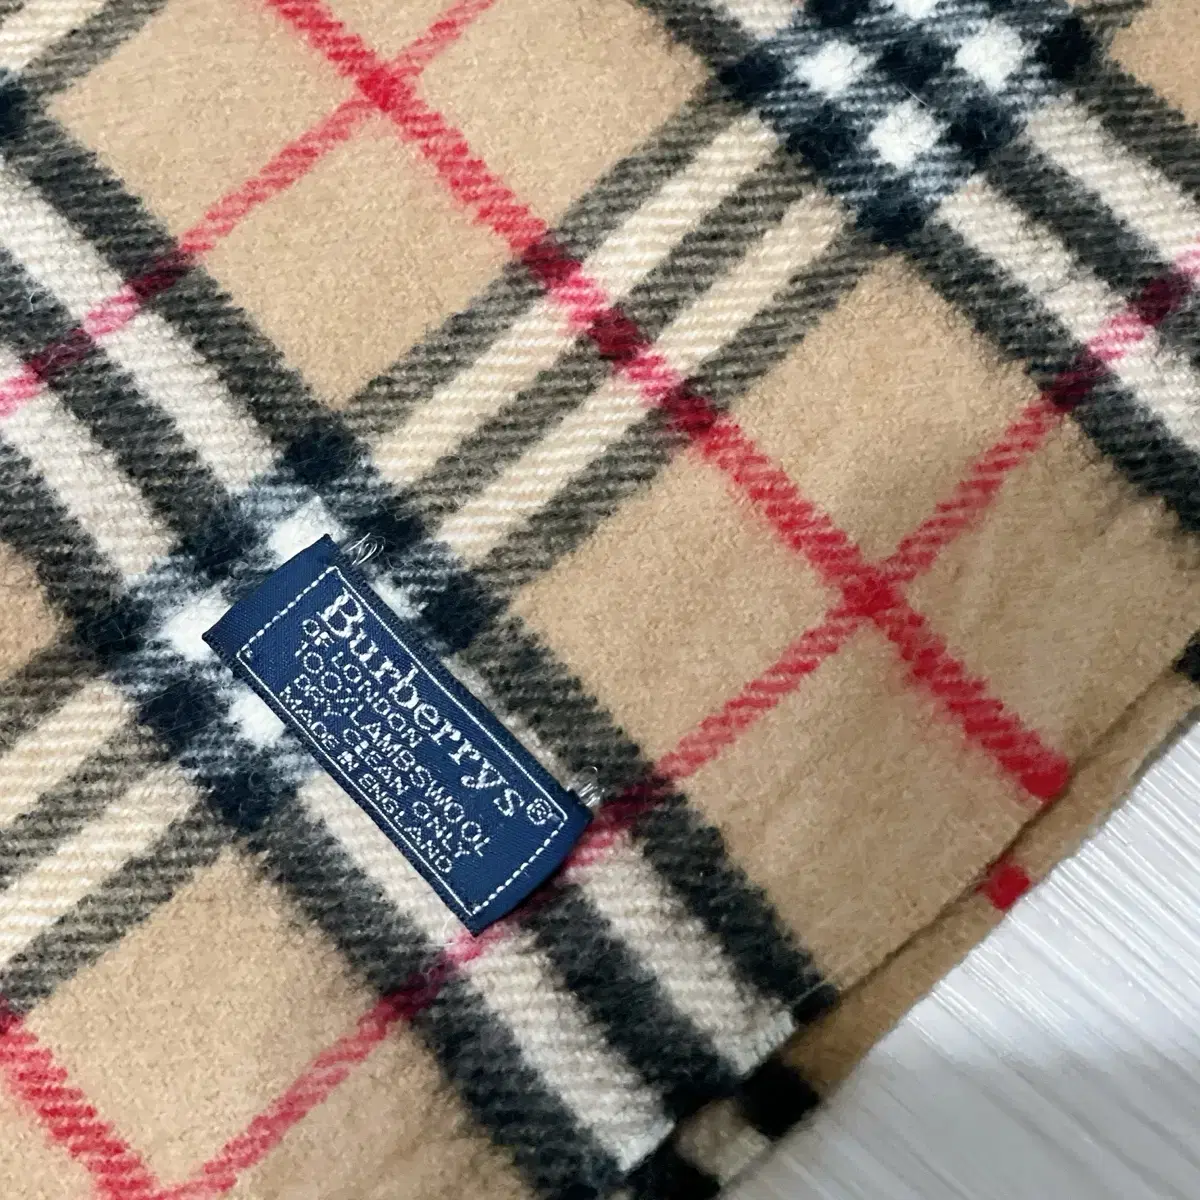 Burberrys®
OF LONDON
100% LAMBSWOOL
DRY CLEAN ONLY
MADE IN ENGLAND